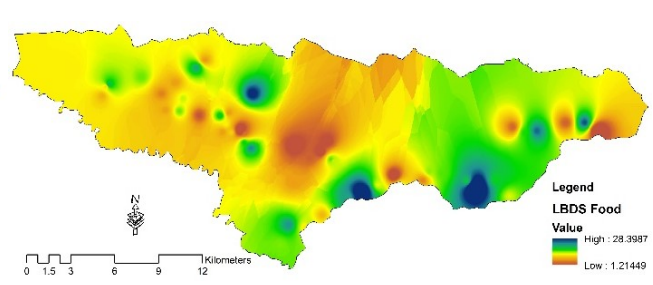 N
Legend
LBDS Food
Value
High : 28.3987
Low : 1.21449
Kilometers
0 1.5 3 6 9 12